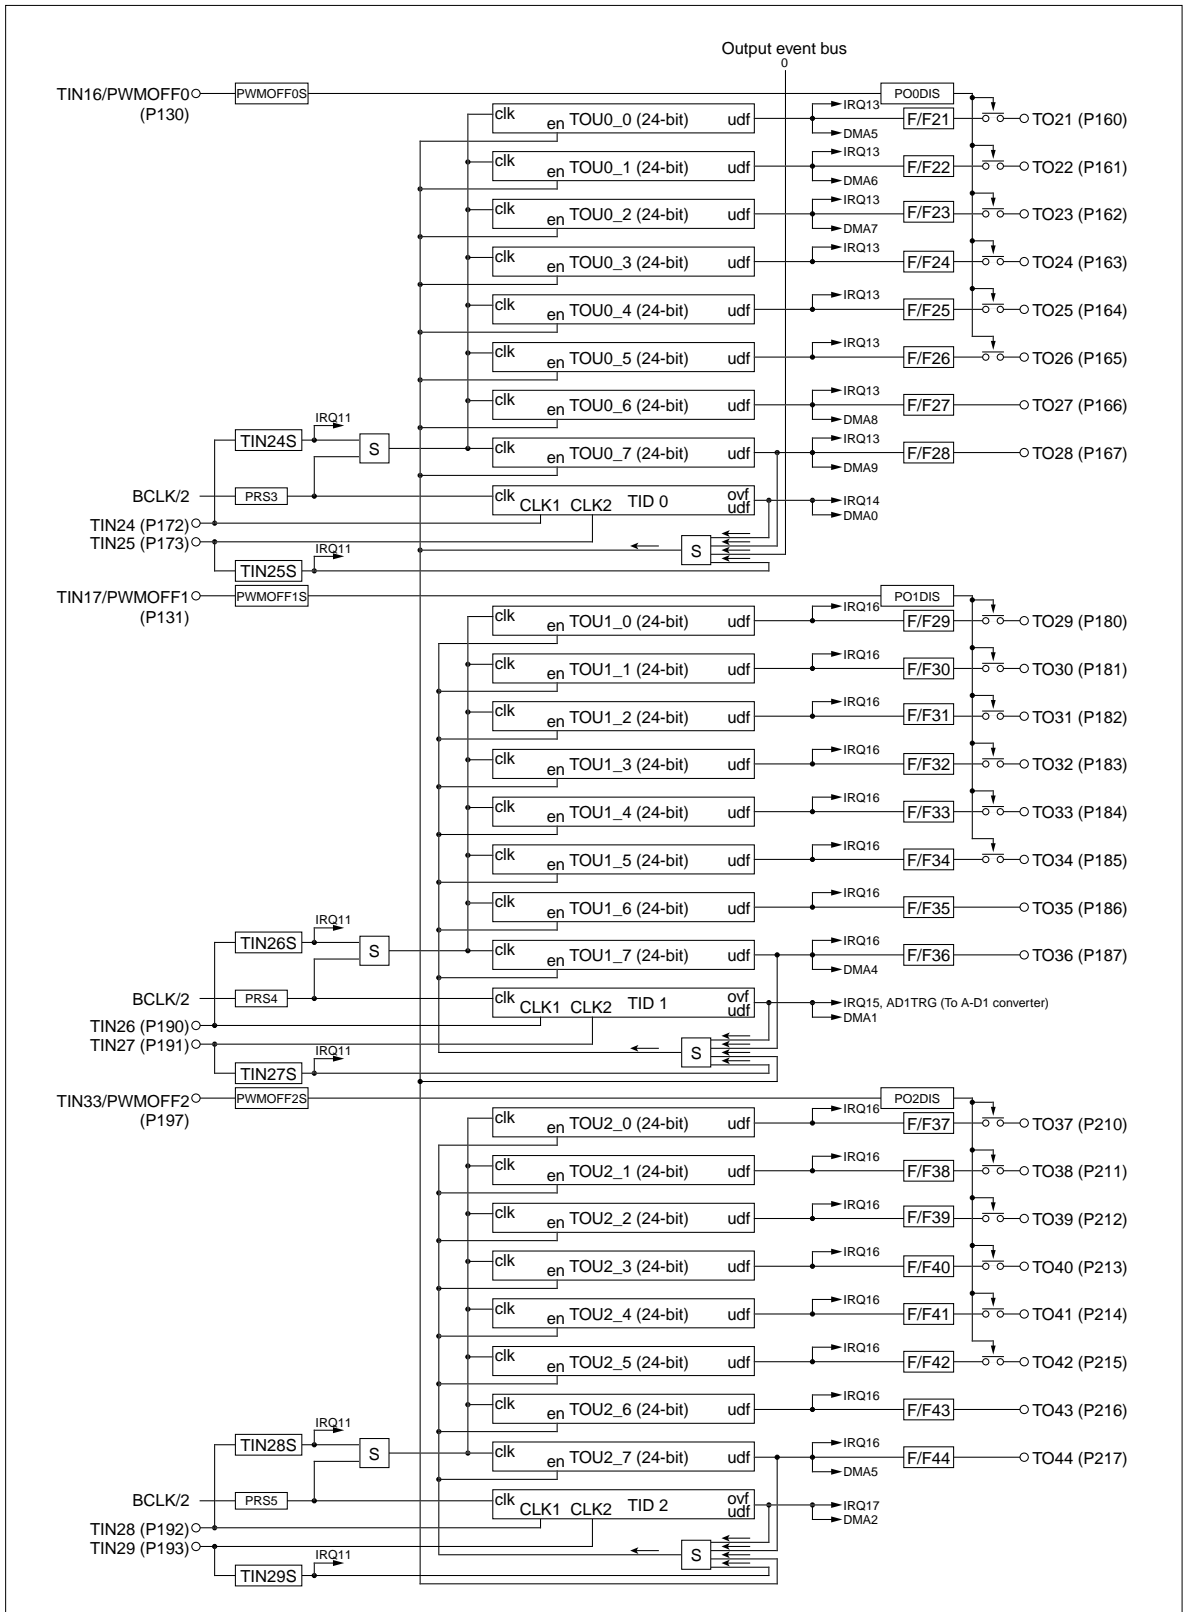 Output event bus
0
TIN16/PWMOFF0
(P130)
PWMOFF0S
PO0DIS
clk
en TOU0_0 (24-bit)
udf
IRQ13
DMA5
F/F21
TO21 (P160)
clk
en TOU0_1 (24-bit)
udf
IRQ13
DMA6
F/F22
TO22 (P161)
clk
en TOU0_2 (24-bit)
udf
IRQ13
DMA7
F/F23
TO23 (P162)
clk
en TOU0_3 (24-bit)
udf
IRQ13
F/F24
TO24 (P163)
clk
en TOU0_4 (24-bit)
udf
IRQ13
F/F25
TO25 (P164)
clk
en TOU0_5 (24-bit)
udf
IRQ13
F/F26
TO26 (P165)
clk
en TOU0_6 (24-bit)
udf
IRQ13
DMA8
F/F27
TO27 (P166)
TIN24S
IRQ11
S
clk
en TOU0_7 (24-bit)
udf
IRQ13
DMA9
F/F28
TO28 (P167)
BCLK/2
PRS3
clk
CLK1 CLK2 TID 0
ovf
udf
IRQ14
DMA0
TIN24 (P172)
TIN25 (P173)
TIN25S
IRQ11
S
TIN17/PWMOFF1
(P131)
PWMOFF1S
PO1DIS
clk
en TOU1_0 (24-bit)
udf
IRQ16
F/F29
TO29 (P180)
clk
en TOU1_1 (24-bit)
udf
IRQ16
F/F30
TO30 (P181)
clk
en TOU1_2 (24-bit)
udf
IRQ16
F/F31
TO31 (P182)
clk
en TOU1_3 (24-bit)
udf
IRQ16
F/F32
TO32 (P183)
clk
en TOU1_4 (24-bit)
udf
IRQ16
F/F33
TO33 (P184)
clk
en TOU1_5 (24-bit)
udf
IRQ16
F/F34
TO34 (P185)
clk
en TOU1_6 (24-bit)
udf
IRQ16
F/F35
TO35 (P186)
TIN26S
IRQ11
S
clk
en TOU1_7 (24-bit)
udf
IRQ16
DMA4
F/F36
TO36 (P187)
BCLK/2
PRS4
clk
CLK1 CLK2 TID 1
ovf
udf
IRQ15, AD1TRG (To A-D1 converter)
DMA1
TIN26 (P190)
TIN27 (P191)
TIN27S
IRQ11
S
TIN33/PWMOFF2
(P197)
PWMOFF2S
PO2DIS
clk
en TOU2_0 (24-bit)
udf
IRQ16
F/F37
TO37 (P210)
clk
en TOU2_1 (24-bit)
udf
IRQ16
F/F38
TO38 (P211)
clk
en TOU2_2 (24-bit)
udf
IRQ16
F/F39
TO39 (P212)
clk
en TOU2_3 (24-bit)
udf
IRQ16
F/F40
TO40 (P213)
clk
en TOU2_4 (24-bit)
udf
IRQ16
F/F41
TO41 (P214)
clk
en TOU2_5 (24-bit)
udf
IRQ16
F/F42
TO42 (P215)
clk
en TOU2_6 (24-bit)
udf
IRQ16
F/F43
TO43 (P216)
TIN28S
IRQ11
S
clk
en TOU2_7 (24-bit)
udf
IRQ16
DMA5
F/F44
TO44 (P217)
BCLK/2
PRS5
clk
CLK1 CLK2 TID 2
ovf
udf
IRQ17
DMA2
TIN28 (P192)
TIN29 (P193)
TIN29S
IRQ11
S